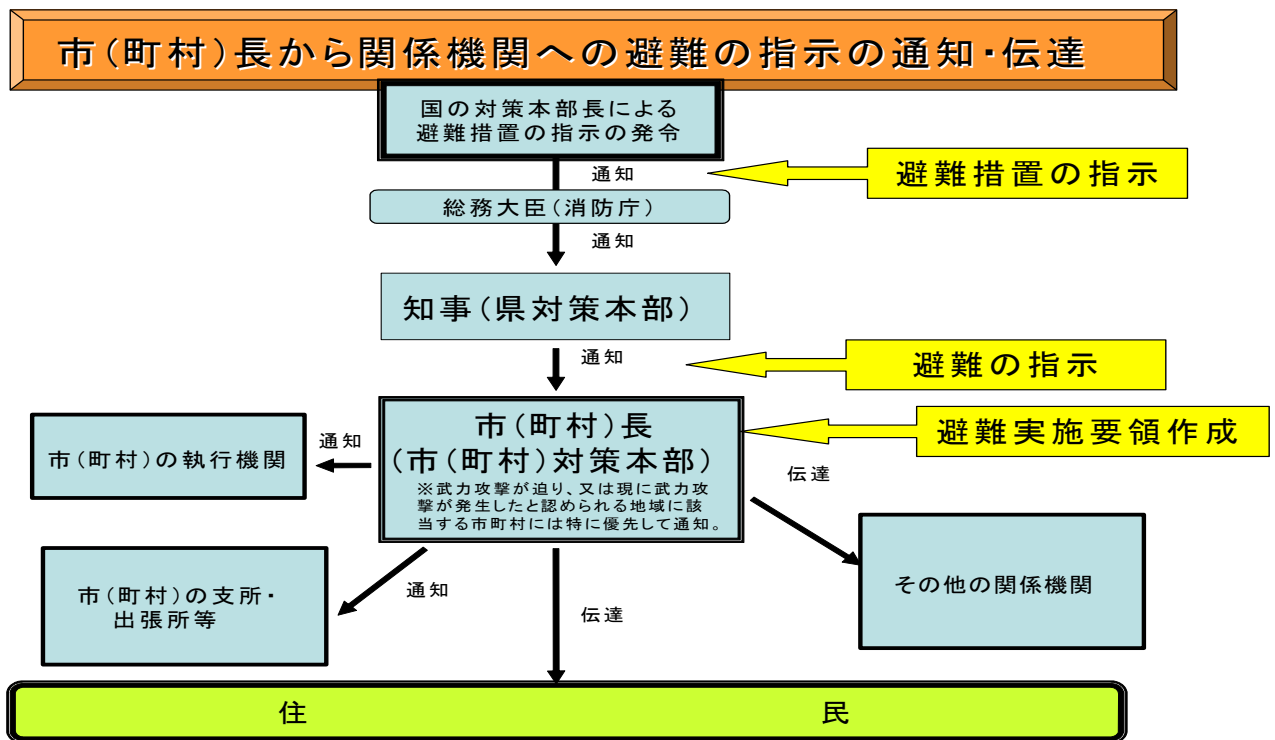 市(町村)長から関係機関への避難の指示の通知・伝達
国の対策本部長による
避難措置の指示の発令
通知
避難措置の指示
総務大臣(消防庁)
通知
知事(県対策本部)
通知
避難の指示
市(町村)長
(市(町村)対策本部)
※武力攻撃が迫り、又は現に武力攻
撃が発生したと認められる地域に該
当する市町村には特に優先して通知。
避難実施要領作成
通知
市(町村)の執行機関
伝達
その他の関係機関
通知
市(町村)の支所・
出張所等
伝達
住民